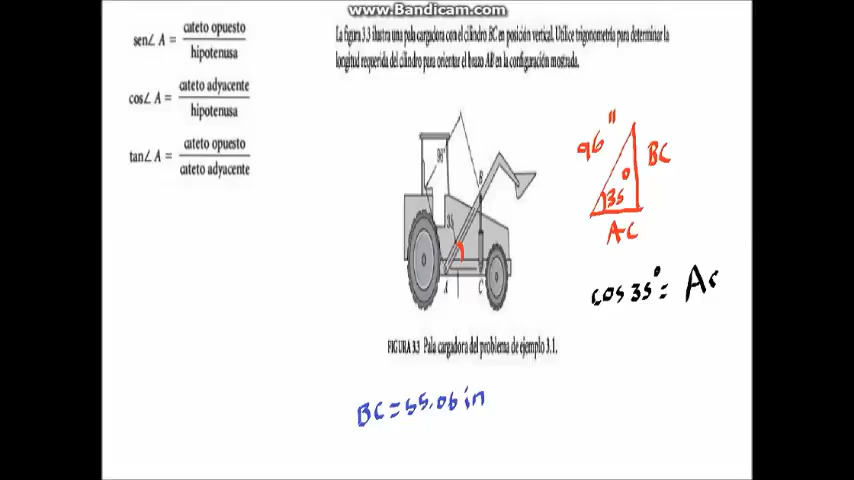 www.Bandicam.com
sen∠ A = cateto opuesto / hipotenusa
cos∠ A = cateto adyacente / hipotenusa
tan∠ A = cateto opuesto / cateto adyacente
La figura 3.3 ilustra una pala cargadora con el cilindro BC en posición vertical. Utilice trigonometría para determinar la
longitud requerida del cilindro para orientar el brazo AB en la configuración mostrada.
96"
B
35
A
C
96"
BC
35°
AC
cos 35° = AC
FIGURA 3.3 Pala cargadora del problema de ejemplo 3.1.
BC = 55.06 in